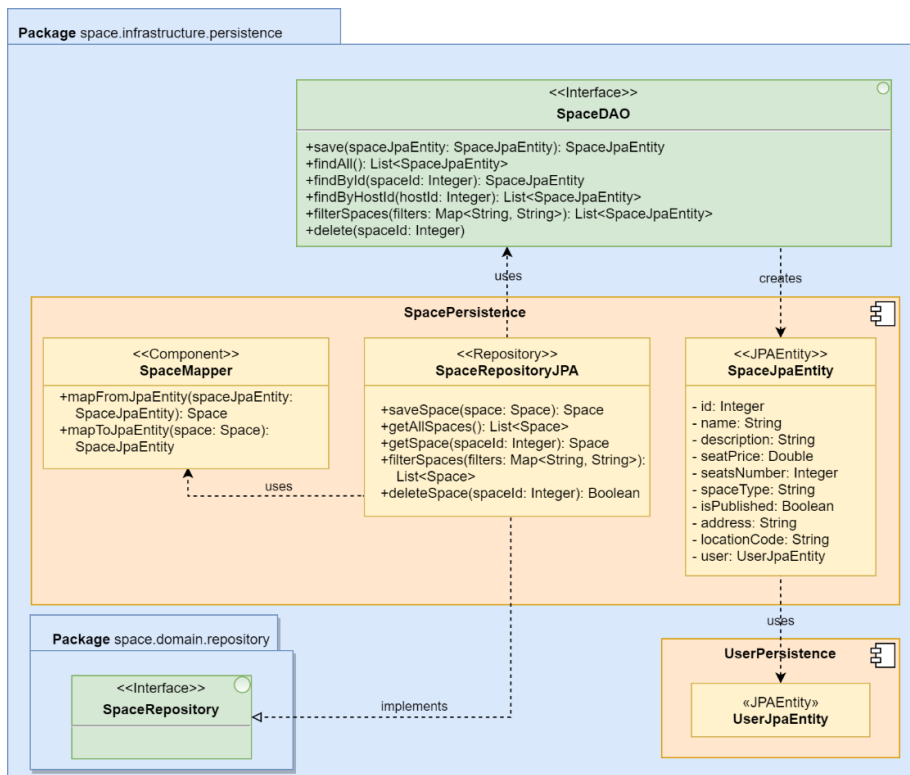 Package space.infrastructure.persistence
<<Interface>>
SpaceDAO
+save(spaceJpaEntity: SpaceJpaEntity): SpaceJpaEntity
+findAll(): List<SpaceJpaEntity>
+findById(spaceId: Integer): SpaceJpaEntity
+findByHostId(hostId: Integer): List<SpaceJpaEntity>
+filterSpaces(filters: Map<String, String>): List<SpaceJpaEntity>
+delete(spaceId: Integer)
uses
creates
SpacePersistence
<<Component>>
SpaceMapper
+mapFromJpaEntity(spaceJpaEntity:
SpaceJpaEntity): Space
+mapToJpaEntity(space: Space):
SpaceJpaEntity
<<Repository>>
SpaceRepositoryJPA
+saveSpace(space: Space): Space
+getAllSpaces(): List<Space>
+getSpace(spaceId: Integer): Space
+filterSpaces(filters: Map<String, String>):
List<Space>
+deleteSpace(spaceId: Integer): Boolean
<<JPAEntity>>
SpaceJpaEntity
- id: Integer
- name: String
- description: String
- seatPrice: Double
- seatsNumber: Integer
- spaceType: String
- isPublished: Boolean
- address: String
- locationCode: String
- user: UserJpaEntity
uses
uses
Package space.domain.repository
<<Interface>>
SpaceRepository
implements
UserPersistence
«JPAEntity»
UserJpaEntity